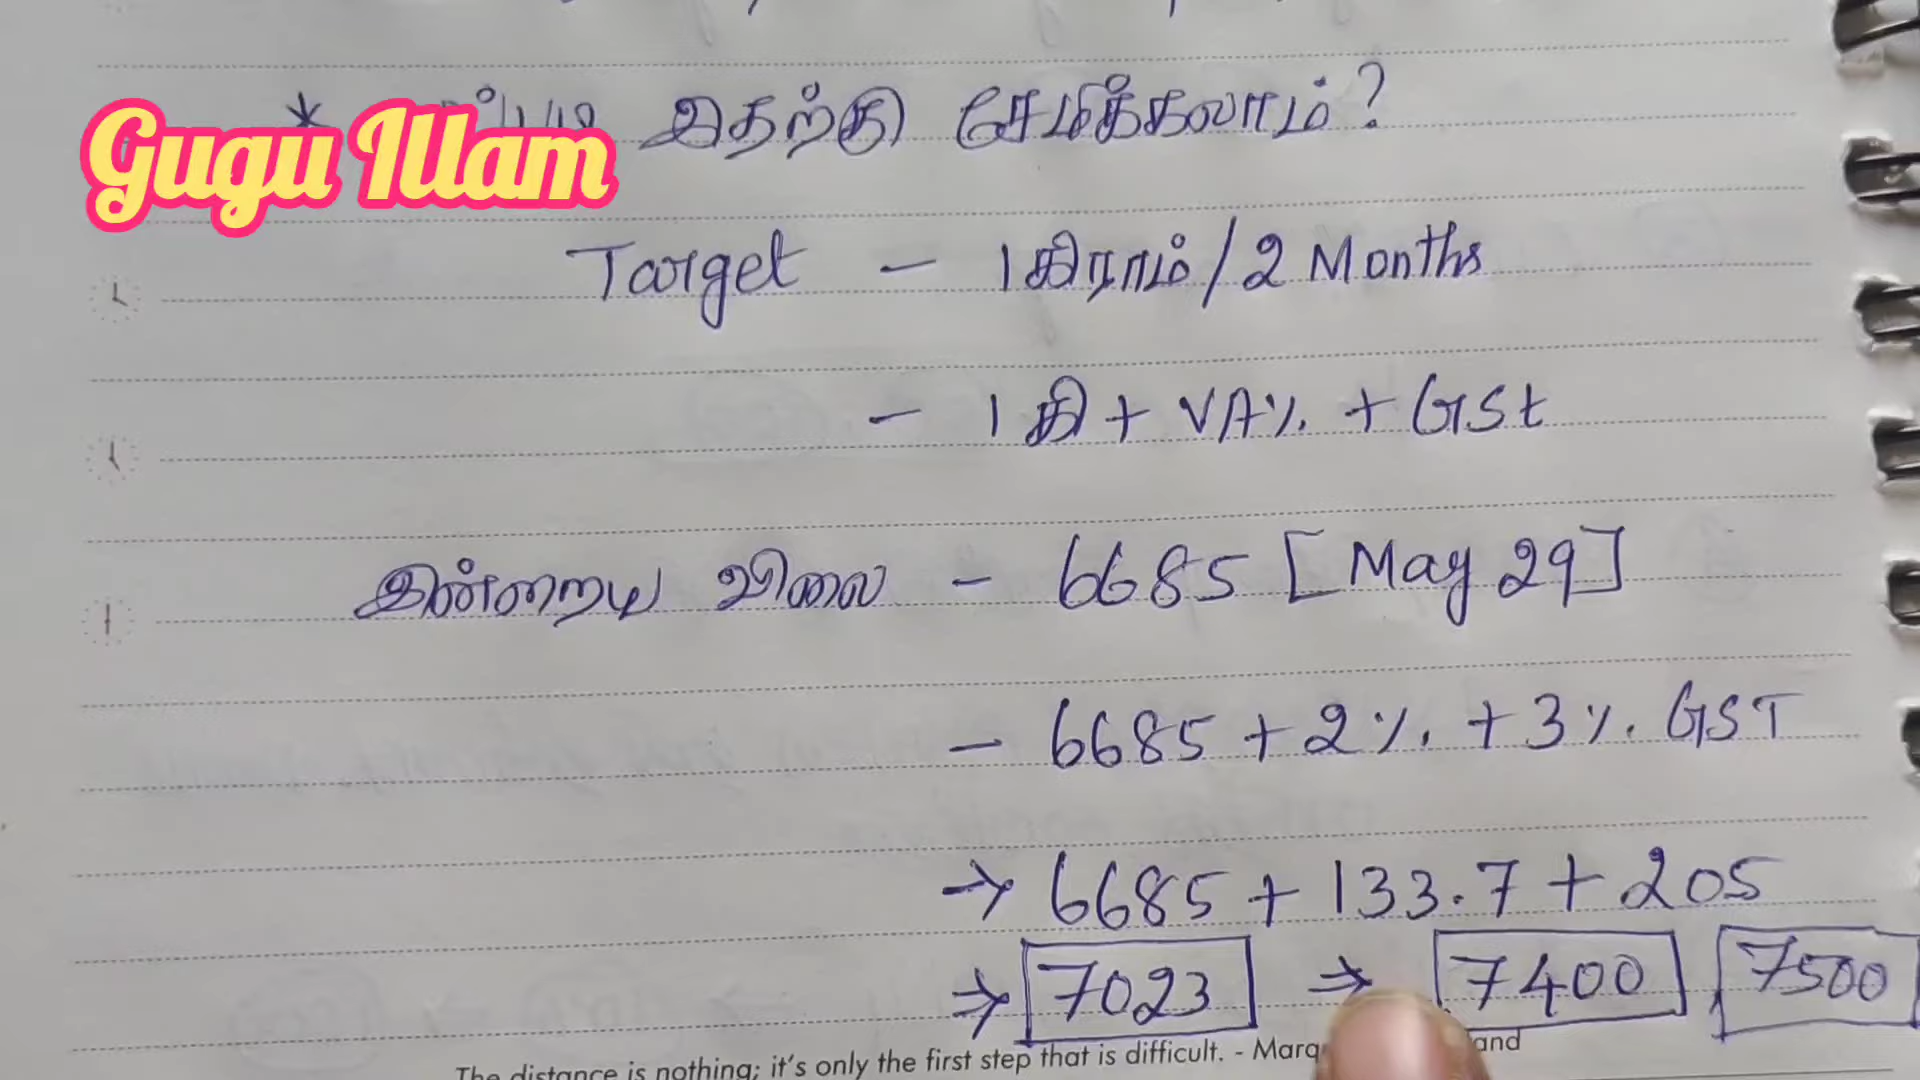 * இதற்கு சேமிக்கலாம்?
Gugu Illam
Target - 1 கிராம் / 2 Months
- 1 கி + VA% + GSt
இன்றைய விலை - 6685 [May 29]
- 6685 + 2% + 3% GST
→ 6685 + 133.7 + 205
⇒ 7023 ⇒ 7400 7500
The distance is nothing; it's only the first step that is difficult. - Marq and